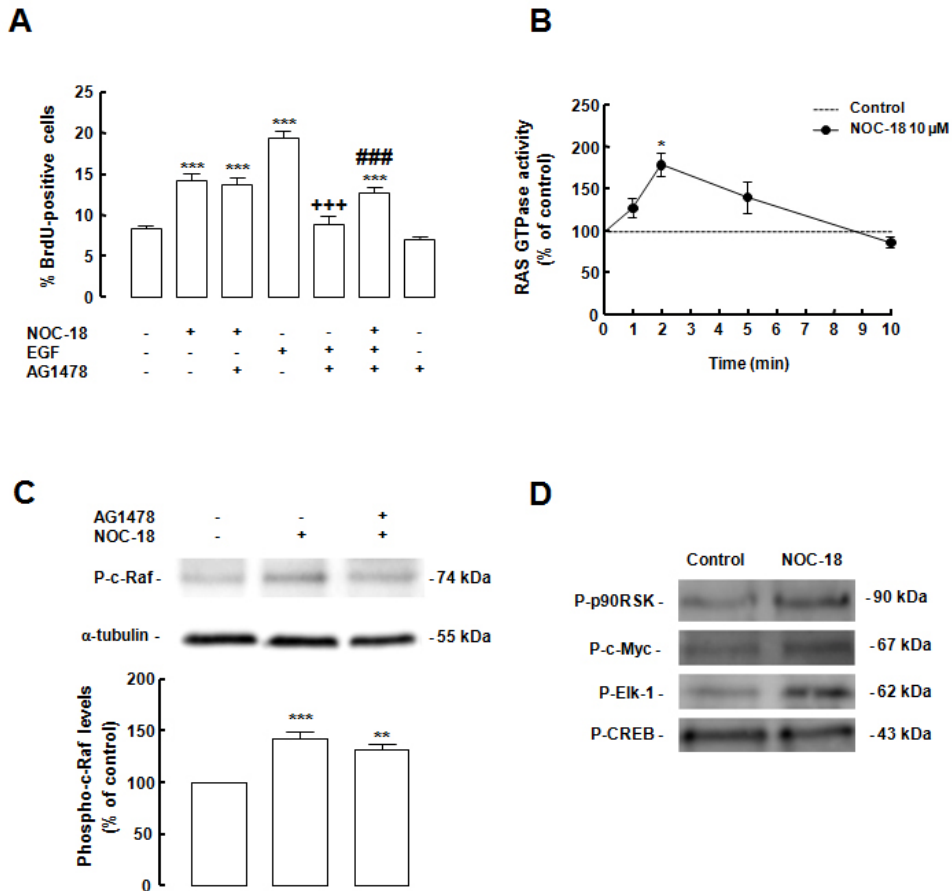 A
% BrdU-positive cells
25
20
15
10
5
0
*** *** *** +++ ### ***
NOC-18 - + + - - + -
EGF - - - + + + -
AG1478 - - + - + + +
B
RAS GTPase activity
(% of control)
250
200
150
100
50
0
Control
NOC-18 10 µM
*
0 1 2 3 4 5 6 7 8 9 10
Time (min)
C
AG1478 - - +
NOC-18 - + +
P-c-Raf - - 74 kDa
α-tubulin - - 55 kDa
Phospho-c-Raf levels
(% of control)
150
100
50
0
*** **
D
Control NOC-18
P-p90RSK - - 90 kDa
P-c-Myc - - 67 kDa
P-Elk-1 - - 62 kDa
P-CREB - - 43 kDa